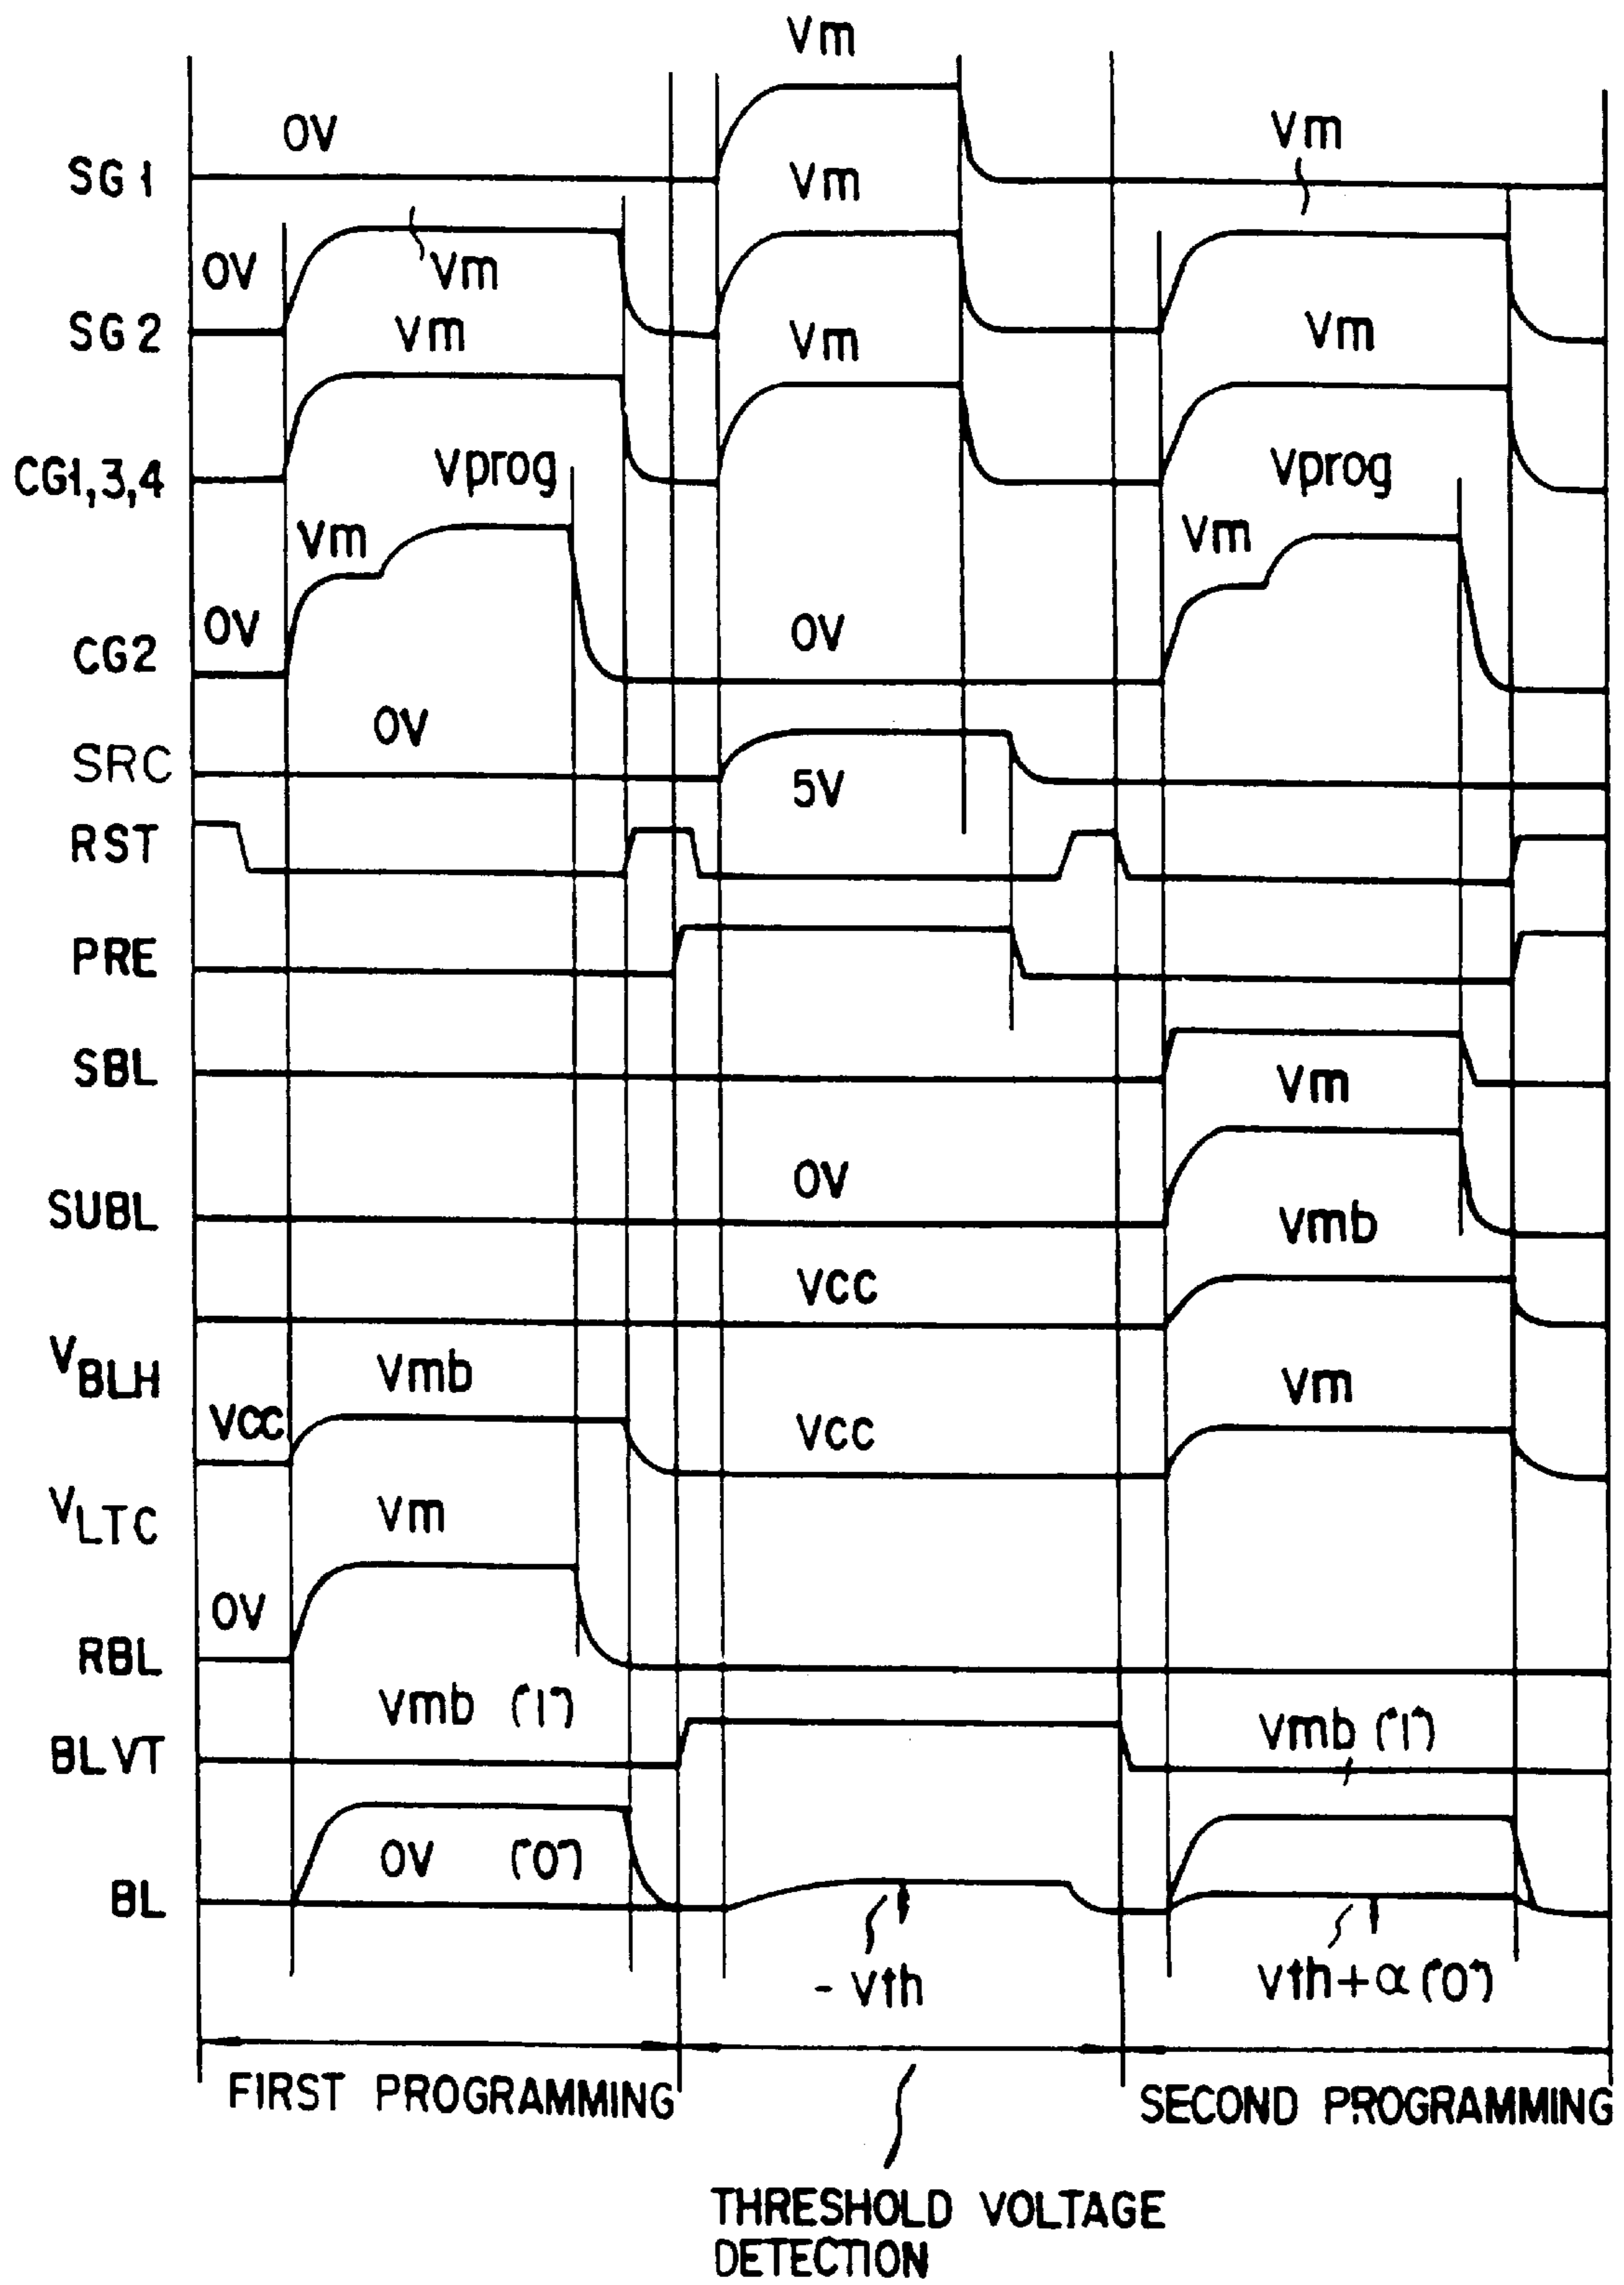 Vm
0V
Vm
SG1
Vm
0V
Vm
SG2
Vm
Vm
Vm
CG1,3,4
Vprog
Vprog
Vm
Vm
0V
0V
CG2
0V
SRC
5V
RST
PRE
SBL
Vm
0V
SUBL
Vmb
VCC
VBLH
Vmb
Vm
VCC
VCC
VLTC
Vm
0V
RBL
Vmb ("1")
Vmb ("1")
BLVT
0V ("0")
BL
- Vth
Vth+α ("0")
FIRST PROGRAMMING
SECOND PROGRAMMING
THRESHOLD VOLTAGE
DETECTION